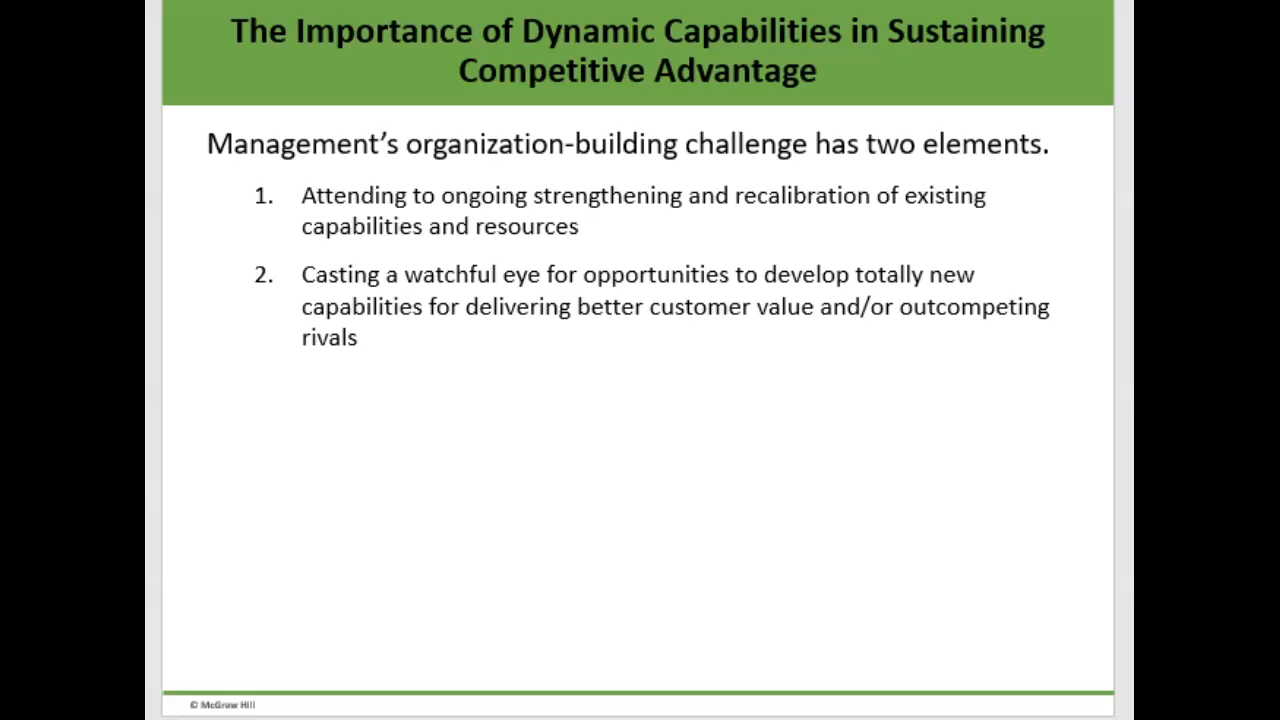 The Importance of Dynamic Capabilities in Sustaining
Competitive Advantage
Management’s organization-building challenge has two elements.
1. Attending to ongoing strengthening and recalibration of existing
capabilities and resources
2. Casting a watchful eye for opportunities to develop totally new
capabilities for delivering better customer value and/or outcompeting
rivals
© McGraw Hill